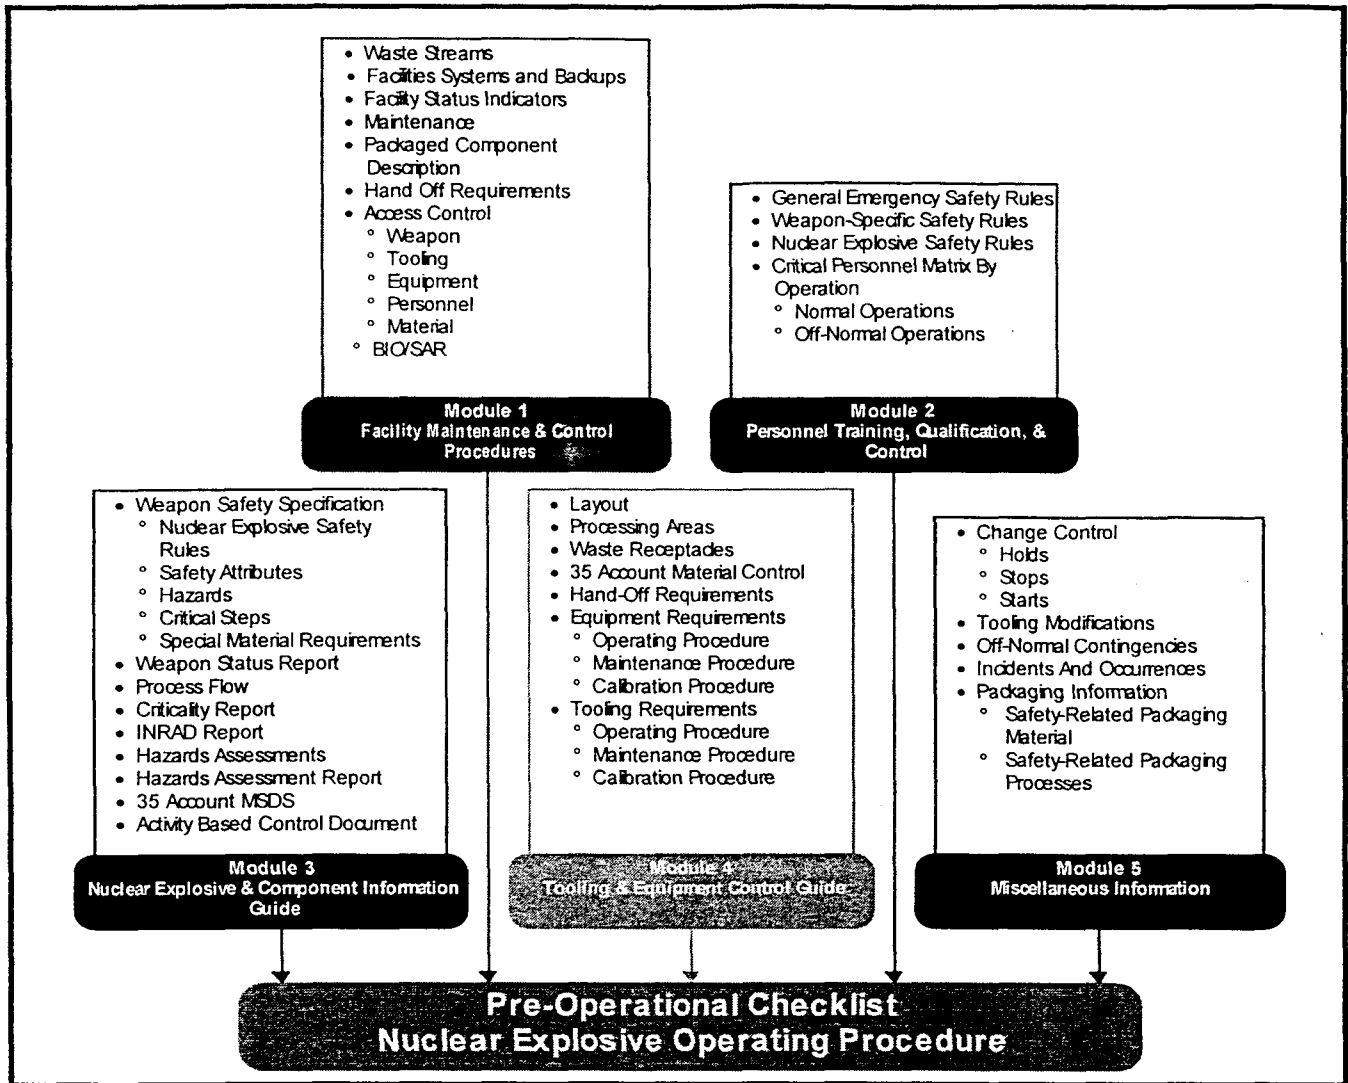 • Waste Streams
• Facilities Systems and Backups
• Facility Status Indicators
• Maintenance
• Packaged Component
Description
• Hand Off Requirements
• Access Control
° Weapon
° Tooling
° Equipment
° Personnel
° Material
° BIO/SAR
Module 1
Facility Maintenance & Control
Procedures
• General Emergency Safety Rules
• Weapon-Specific Safety Rules
• Nuclear Explosive Safety Rules
• Critical Personnel Matrix By
Operation
° Normal Operations
° Off-Normal Operations
Module 2
Personnel Training, Qualification, &
Control
• Weapon Safety Specification
° Nuclear Explosive Safety
Rules
° Safety Attributes
° Hazards
° Critical Steps
° Special Material Requirements
• Weapon Status Report
• Process Flow
• Criticality Report
• INRAD Report
• Hazards Assessments
• Hazards Assessment Report
• 35 Account MSDS
• Activity Based Control Document
Module 3
Nuclear Explosive & Component Information
Guide
• Layout
• Processing Areas
• Waste Receptacles
• 35 Account Material Control
• Hand-Off Requirements
• Equipment Requirements
° Operating Procedure
° Maintenance Procedure
° Calibration Procedure
• Tooling Requirements
° Operating Procedure
° Maintenance Procedure
° Calibration Procedure
Module 4
Tooling & Equipment Control Guide
• Change Control
° Holds
° Stops
° Starts
• Tooling Modifications
• Off-Normal Contingencies
• Incidents And Occurrences
• Packaging Information
° Safety-Related Packaging
Material
° Safety-Related Packaging
Processes
Module 5
Miscellaneous Information
Pre-Operational Checklist
Nuclear Explosive Operating Procedure